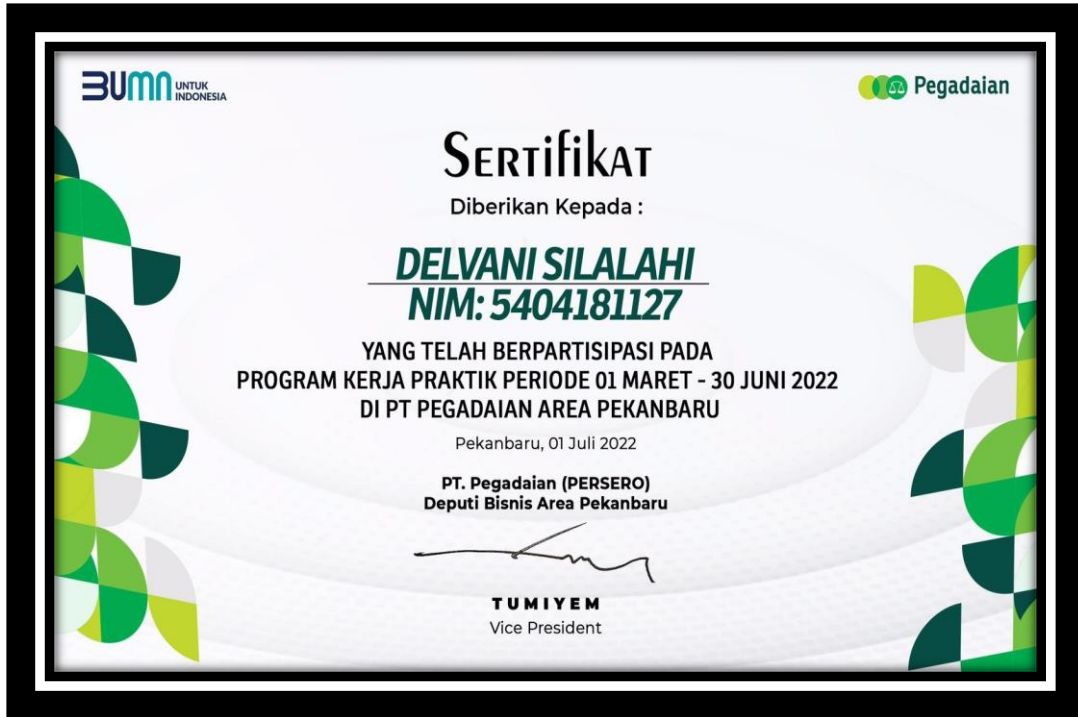 BUMN UNTUK INDONESIA
Pegadaian
SERTifikAT
Diberikan Kepada :
DELVANI SILALAHI
NIM: 5404181127
YANG TELAH BERPARTISIPASI PADA
PROGRAM KERJA PRAKTIK PERIODE 01 MARET - 30 JUNI 2022
DI PT PEGADAIAN AREA PEKANBARU
Pekanbaru, 01 Juli 2022
PT. Pegadaian (PERSERO)
Deputi Bisnis Area Pekanbaru
TUMIYEM
Vice President